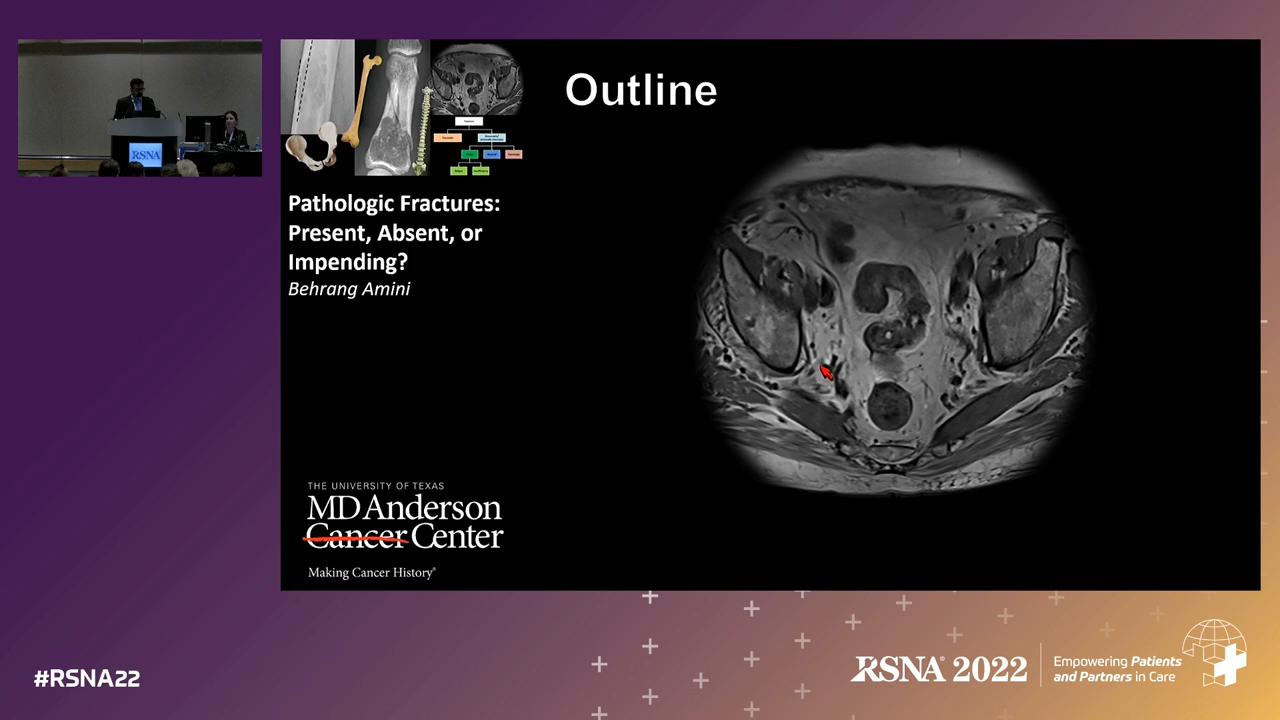 RSNA
Outline
Pathologic Fractures:
Present, Absent, or
Impending?
Behrang Amini
THE UNIVERSITY OF TEXAS
MD Anderson
Cancer Center
Making Cancer History®
#RSNA22
RSNA® 2022
Empowering Patients
and Partners in Care